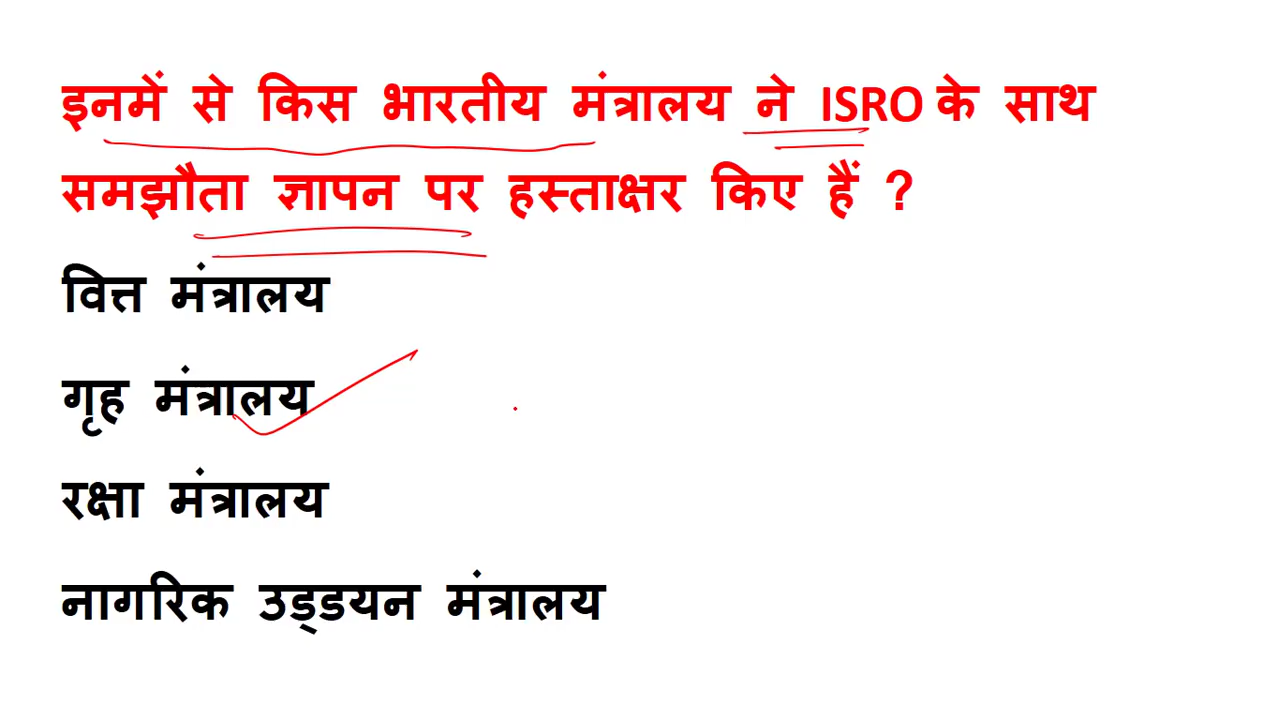 इनमें से किस भारतीय मंत्रालय ने ISRO के साथ
समझौता ज्ञापन पर हस्ताक्षर किए हैं ?
वित्त मंत्रालय
गृह मंत्रालय
रक्षा मंत्रालय
नागरिक उड्डयन मंत्रालय